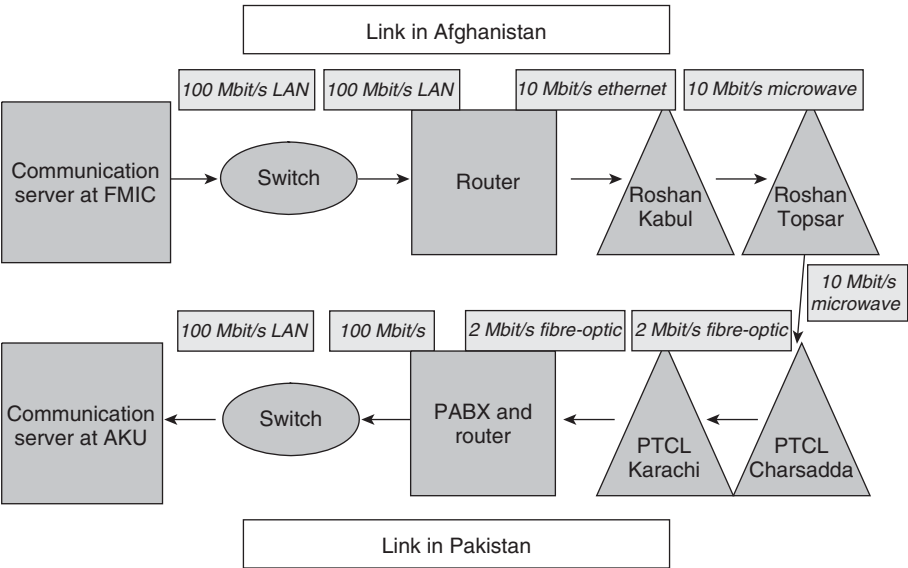 Link in Afghanistan
100 Mbit/s LAN
100 Mbit/s LAN
10 Mbit/s ethernet
10 Mbit/s microwave
Communication
server at FMIC
Switch
Router
Roshan
Kabul
Roshan
Topsar
10 Mbit/s
microwave
100 Mbit/s LAN
100 Mbit/s
2 Mbit/s fibre-optic
2 Mbit/s fibre-optic
Communication
server at AKU
Switch
PABX and
router
PTCL
Karachi
PTCL
Charsadda
Link in Pakistan